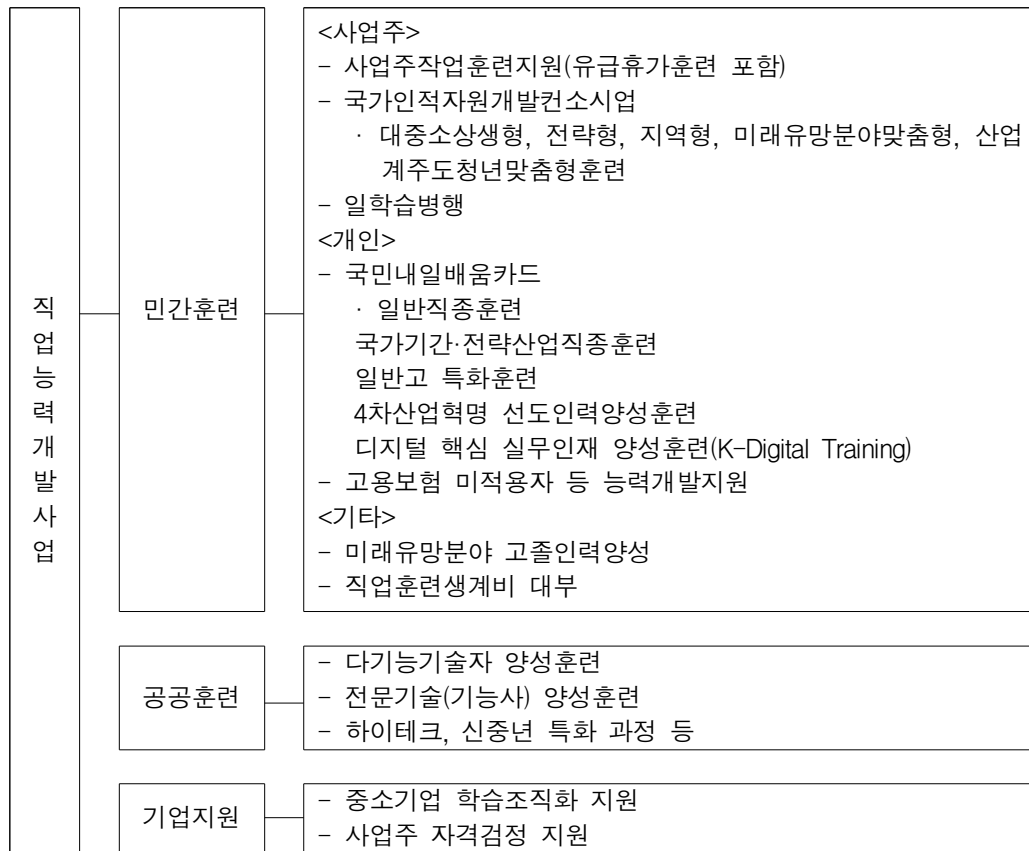 직업능력개발사업
민간훈련
<사업주>
- 사업주작업훈련지원(유급휴가훈련 포함)
- 국가인적자원개발컨소시업
· 대중소상생형, 전략형, 지역형, 미래유망분야맞춤형, 산업
계주도청년맞춤형훈련
- 일학습병행
<개인>
- 국민내일배움카드
· 일반직종훈련
국가기간·전략산업직종훈련
일반고 특화훈련
4차산업혁명 선도인력양성훈련
디지털 핵심 실무인재 양성훈련(K-Digital Training)
- 고용보험 미적용자 등 능력개발지원
<기타>
- 미래유망분야 고졸인력양성
- 직업훈련생계비 대부
공공훈련
- 다기능기술자 양성훈련
- 전문기술(기능사) 양성훈련
- 하이테크, 신중년 특화 과정 등
기업지원
- 중소기업 학습조직화 지원
- 사업주 자격검정 지원